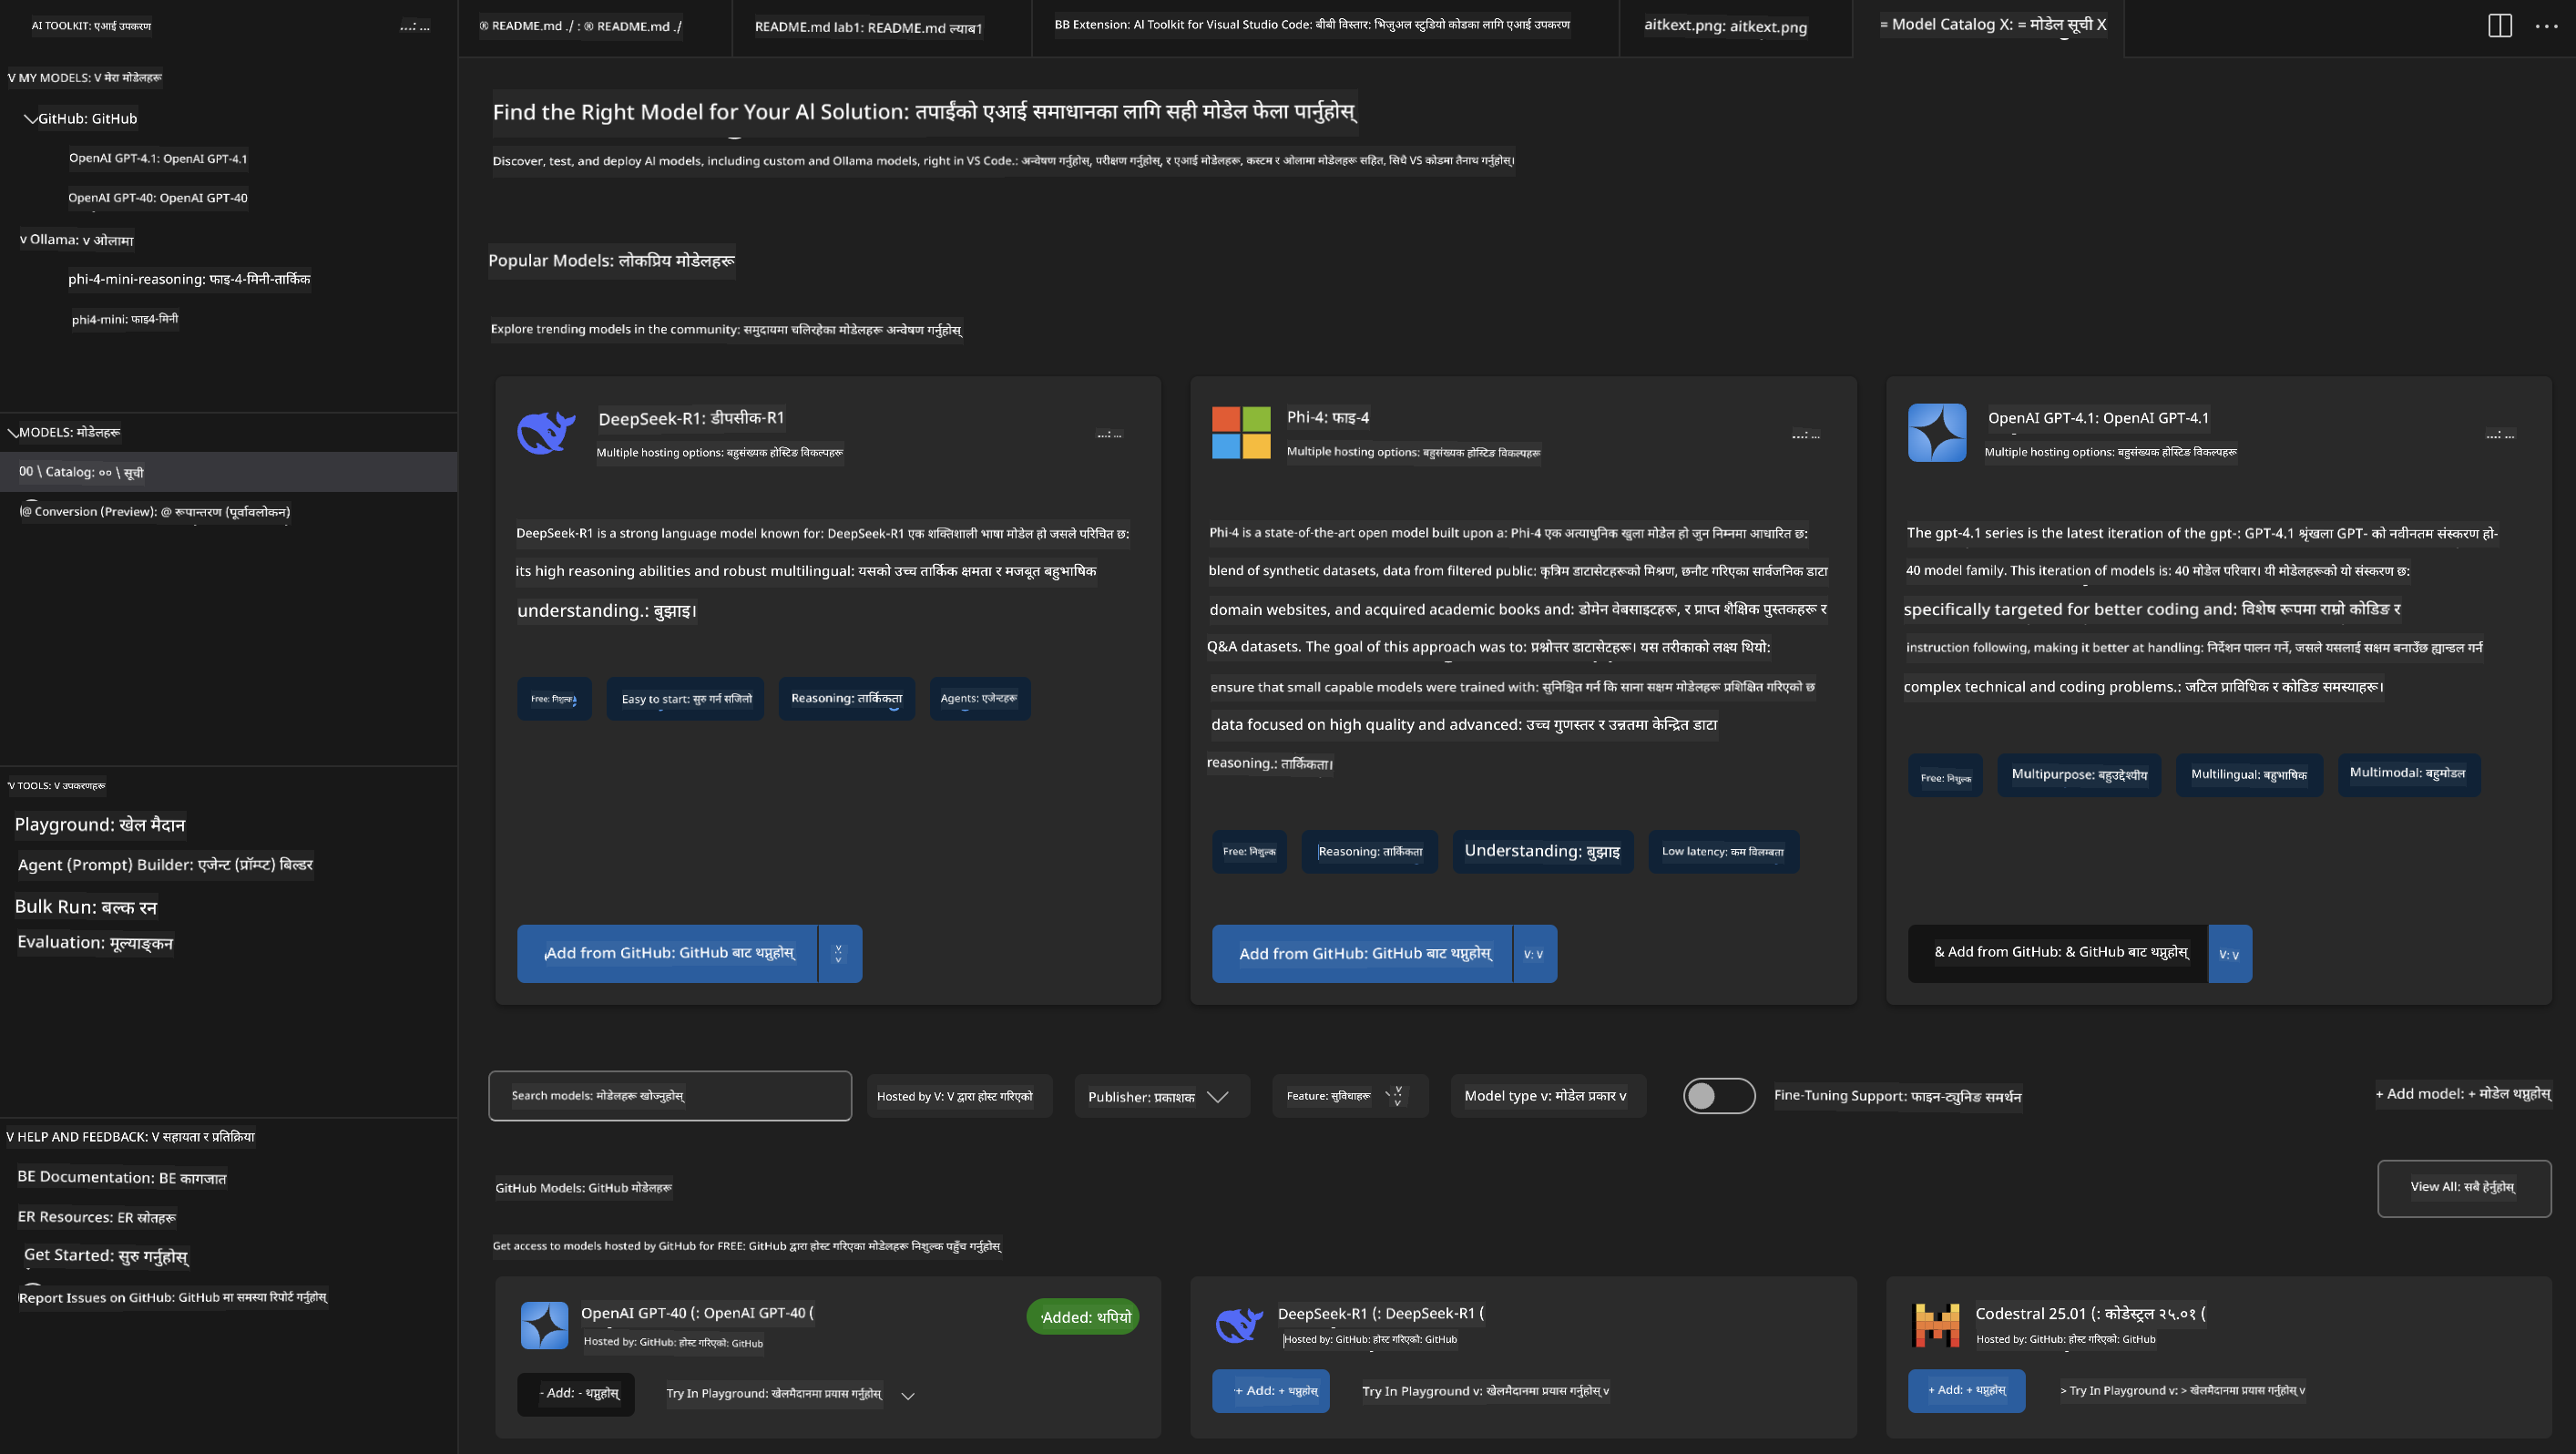 AI TOOLKIT: एआई उपकरण
...: ...
® README.md ./ : ® README.md ./
README.md lab1: README.md ल्याब1
BB Extension: AI Toolkit for Visual Studio Code: बीबी विस्तार: भिजुअल स्टुडियो कोडका लागि एआई उपकरण
aitkext.png: aitkext.png
= Model Catalog X: = मोडेल सूची X
V MY MODELS: V मेरा मोडेलहरू
GitHub: GitHub
OpenAI GPT-4.1: OpenAI GPT-4.1
OpenAI GPT-40: OpenAI GPT-40
v Ollama: v ओलामा
phi-4-mini-reasoning: फाइ-4-मिनी-तार्किक
phi4-mini: फाइ4-मिनी
MODELS: मोडेलहरू
00 \ Catalog: ०० \ सूची
@ Conversion (Preview): @ रूपान्तरण (पूर्वावलोकन)
V TOOLS: V उपकरणहरू
Playground: खेल मैदान
Agent (Prompt) Builder: एजेन्ट (प्रॉम्प्ट) बिल्डर
Bulk Run: बल्क रन
Evaluation: मूल्याङ्कन
V HELP AND FEEDBACK: V सहायता र प्रतिक्रिया
BE Documentation: BE कागजात
ER Resources: ER स्रोतहरू
Get Started: सुरु गर्नुहोस्
Report Issues on GitHub: GitHub मा समस्या रिपोर्ट गर्नुहोस्
Find the Right Model for Your Al Solution: तपाईंको एआई समाधानका लागि सही मोडेल फेला पार्नुहोस्
Discover, test, and deploy AI models, including custom and Ollama models, right in VS Code.: अन्वेषण गर्नुहोस्, परीक्षण गर्नुहोस्, र एआई मोडेलहरू, कस्टम र ओलामा मोडेलहरू सहित, सिधै VS कोडमा तैनाथ गर्नुहोस्।
Popular Models: लोकप्रिय मोडेलहरू
Explore trending models in the community: समुदायमा चलिरहेका मोडेलहरू अन्वेषण गर्नुहोस्
DeepSeek-R1: डीपसीक-R1
...: ...
Multiple hosting options: बहुसंख्यक होस्टिङ विकल्पहरू
DeepSeek-R1 is a strong language model known for: DeepSeek-R1 एक शक्तिशाली भाषा मोडेल हो जसले परिचित छ:
its high reasoning abilities and robust multilingual: यसको उच्च तार्किक क्षमता र मजबूत बहुभाषिक
understanding.: बुझाइ।
Free: निशुल्क
Easy to start: सुरु गर्न सजिलो
Reasoning: तार्किकता
Agents: एजेन्टहरू
Add from GitHub: GitHub बाट थप्नुहोस्
v: v
Phi-4: फाइ-4
...: ...
Multiple hosting options: बहुसंख्यक होस्टिङ विकल्पहरू
Phi-4 is a state-of-the-art open model built upon a: Phi-4 एक अत्याधुनिक खुला मोडेल हो जुन निम्नमा आधारित छ:
blend of synthetic datasets, data from filtered public: कृत्रिम डाटासेटहरूको मिश्रण, छनौट गरिएका सार्वजनिक डाटा
domain websites, and acquired academic books and: डोमेन वेबसाइटहरू, र प्राप्त शैक्षिक पुस्तकहरू र
Q&A datasets. The goal of this approach was to: प्रश्नोत्तर डाटासेटहरू। यस तरीकाको लक्ष्य थियो:
ensure that small capable models were trained with: सुनिश्चित गर्न कि साना सक्षम मोडेलहरू प्रशिक्षित गरिएको छ
data focused on high quality and advanced: उच्च गुणस्तर र उन्नतमा केन्द्रित डाटा
reasoning.: तार्किकता।
Free: निशुल्क
Reasoning: तार्किकता
Understanding: बुझाइ
Low latency: कम विलम्बता
Add from GitHub: GitHub बाट थप्नुहोस्
V: V
OpenAI GPT-4.1: OpenAI GPT-4.1
...: ...
Multiple hosting options: बहुसंख्यक होस्टिङ विकल्पहरू
The gpt-4.1 series is the latest iteration of the gpt-: GPT-4.1 श्रृंखला GPT- को नवीनतम संस्करण हो-
40 model family. This iteration of models is: 40 मोडेल परिवार। यी मोडेलहरूको यो संस्करण छ:
specifically targeted for better coding and: विशेष रूपमा राम्रो कोडिङ र
instruction following, making it better at handling: निर्देशन पालन गर्ने, जसले यसलाई सक्षम बनाउँछ ह्यान्डल गर्न
complex technical and coding problems.: जटिल प्राविधिक र कोडिङ समस्याहरू।
Free: निशुल्क
Multipurpose: बहुउद्देश्यीय
Multilingual: बहुभाषिक
Multimodal: बहुमोडल
& Add from GitHub: & GitHub बाट थप्नुहोस्
V: V
Search models: मोडेलहरू खोज्नुहोस्
Hosted by V: V द्वारा होस्ट गरिएको
Publisher: प्रकाशक
Feature: सुविधाहरू
v: v
Model type v: मोडेल प्रकार v
Fine-Tuning Support: फाइन-ट्युनिङ समर्थन
+ Add model: + मोडेल थप्नुहोस्
GitHub Models: GitHub मोडेलहरू
View All: सबै हेर्नुहोस्
Get access to models hosted by GitHub for FREE: GitHub द्वारा होस्ट गरिएका मोडेलहरू निशुल्क पहुँच गर्नुहोस्
OpenAI GPT-40 (: OpenAI GPT-40 (
Added: थपियो
Hosted by: GitHub: होस्ट गरिएको: GitHub
- Add: - थप्नुहोस्
Try In Playground: खेलमैदानमा प्रयास गर्नुहोस्
DeepSeek-R1 (: DeepSeek-R1 (
Hosted by: GitHub: होस्ट गरिएको: GitHub
+ Add: + थप्नुहोस्
Try In Playground v: खेलमैदानमा प्रयास गर्नुहोस् v
Codestral 25.01 (: कोडेस्ट्रल २५.०१ (
Hosted by: GitHub: होस्ट गरिएको: GitHub
+ Add: + थप्नुहोस्
> Try In Playground v: > खेलमैदानमा प्रयास गर्नुहोस् v